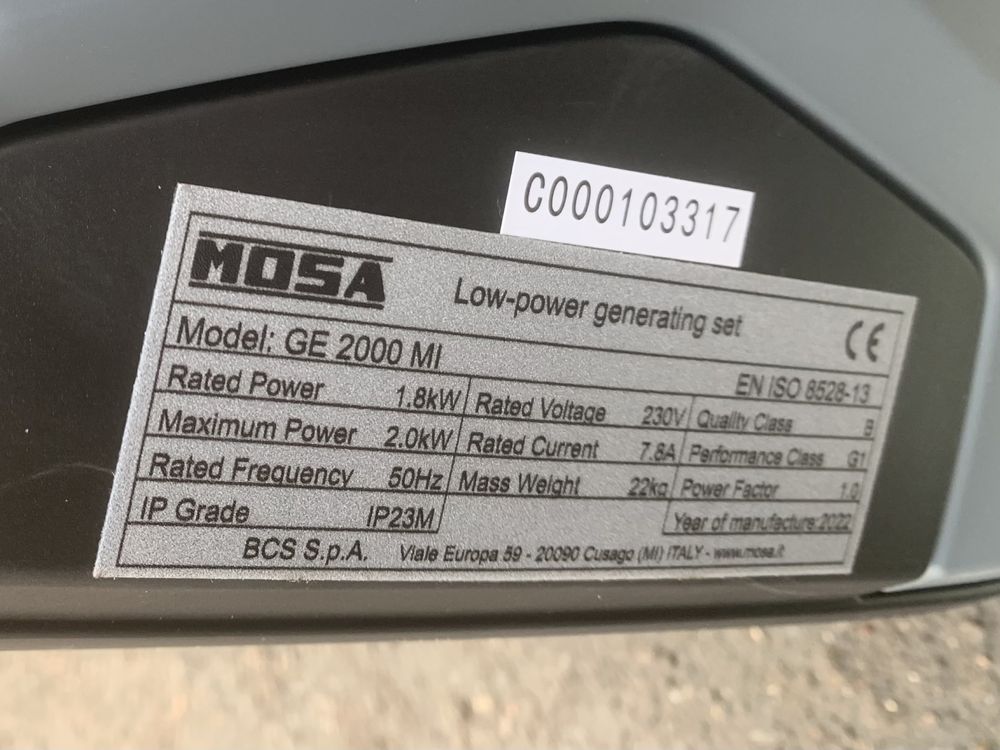 C000103317
MOSA
Low-power generating set
CE
Model: GE 2000 MI
EN ISO 8528-13
Rated Power 1.8kW Rated Voltage 230V Quality Class B
Maximum Power 2.0kW Rated Current 7.8A Performance Class G1
Rated Frequency 50Hz Mass Weight 22kg Power Factor 1.0
IP Grade IP23M Year of manufacture:2022
BCS S.p.A. Viale Europa 59 - 20090 Cusago (MI) ITALY - www.mosa.it